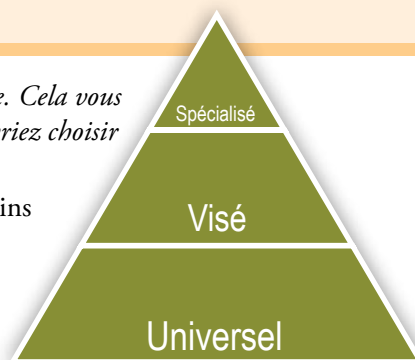 e. Cela vous
riez choisir
ins
Spécialisé
Visé
Universel